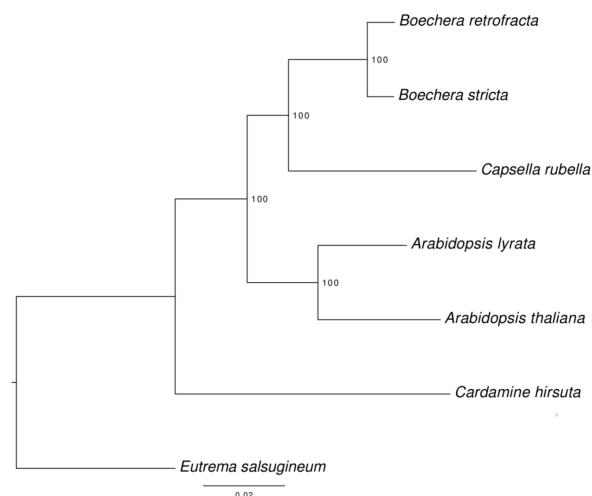 Boechera retrofracta
100
Boechera stricta
100
Capsella rubella
100
Arabidopsis lyrata
100
Arabidopsis thaliana
Cardamine hirsuta
Eutrema salsugineum
0.02